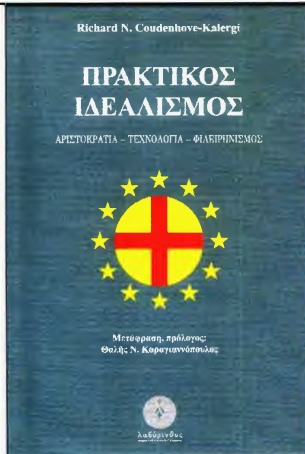 Richard N. Coudenhove-Kalergi
ΠΡΑΚΤΙΚΟΣ
ΙΔΕΑΛΙΣΜΟΣ
ΑΡΙΣΤΟΚΡΑΤΙΑ – ΤΕΧΝΟΛΟΓΙΑ – ΦΙΛΕΙΡΗΝΙΣΜΟΣ
Μετάφραση, πρόλογος:
Θαλής Ν. Καραγιαννόπουλος
λαβύρινθος